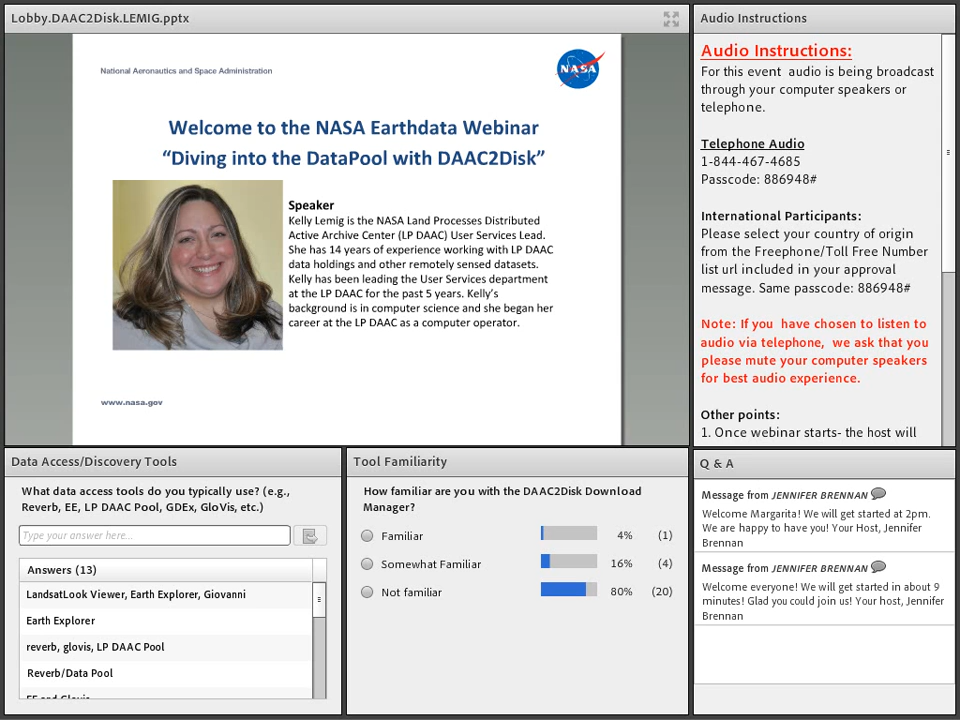 Lobby.DAAC2Disk.LEMIG.pptx
National Aeronautics and Space Administration
NASA
Welcome to the NASA Earthdata Webinar
“Diving into the DataPool with DAAC2Disk”
Speaker
Kelly Lemig is the NASA Land Processes Distributed
Active Archive Center (LP DAAC) User Services Lead.
She has 14 years of experience working with LP DAAC
data holdings and other remotely sensed datasets.
Kelly has been leading the User Services department
at the LP DAAC for the past 5 years. Kelly’s
background is in computer science and she began her
career at the LP DAAC as a computer operator.
www.nasa.gov
Audio Instructions
Audio Instructions:
For this event audio is being broadcast
through your computer speakers or
telephone.
Telephone Audio
1-844-467-4685
Passcode: 886948#
International Participants:
Please select your country of origin
from the Freephone/Toll Free Number
list url included in your approval
message. Same passcode: 886948#
Note: If you have chosen to listen to
audio via telephone, we ask that you
please mute your computer speakers
for best audio experience.
Other points:
1. Once webinar starts- the host will
Data Access/Discovery Tools
What data access tools do you typically use? (e.g.,
Reverb, EE, LP DAAC Pool, GDEx, GloVis, etc.)
Type your answer here...
Answers (13)
LandsatLook Viewer, Earth Explorer, Giovanni
Earth Explorer
reverb, glovis, LP DAAC Pool
Reverb/Data Pool
EE and Glovis
Tool Familiarity
How familiar are you with the DAAC2Disk Download
Manager?
Familiar 4% (1)
Somewhat Familiar 16% (4)
Not familiar 80% (20)
Q & A
Message from JENNIFER BRENNAN
Welcome Margarita! We will get started at 2pm.
We are happy to have you! Your Host, Jennifer
Brennan
Message from JENNIFER BRENNAN
Welcome everyone! We will get started in about 9
minutes! Glad you could join us! Your host, Jennifer
Brennan